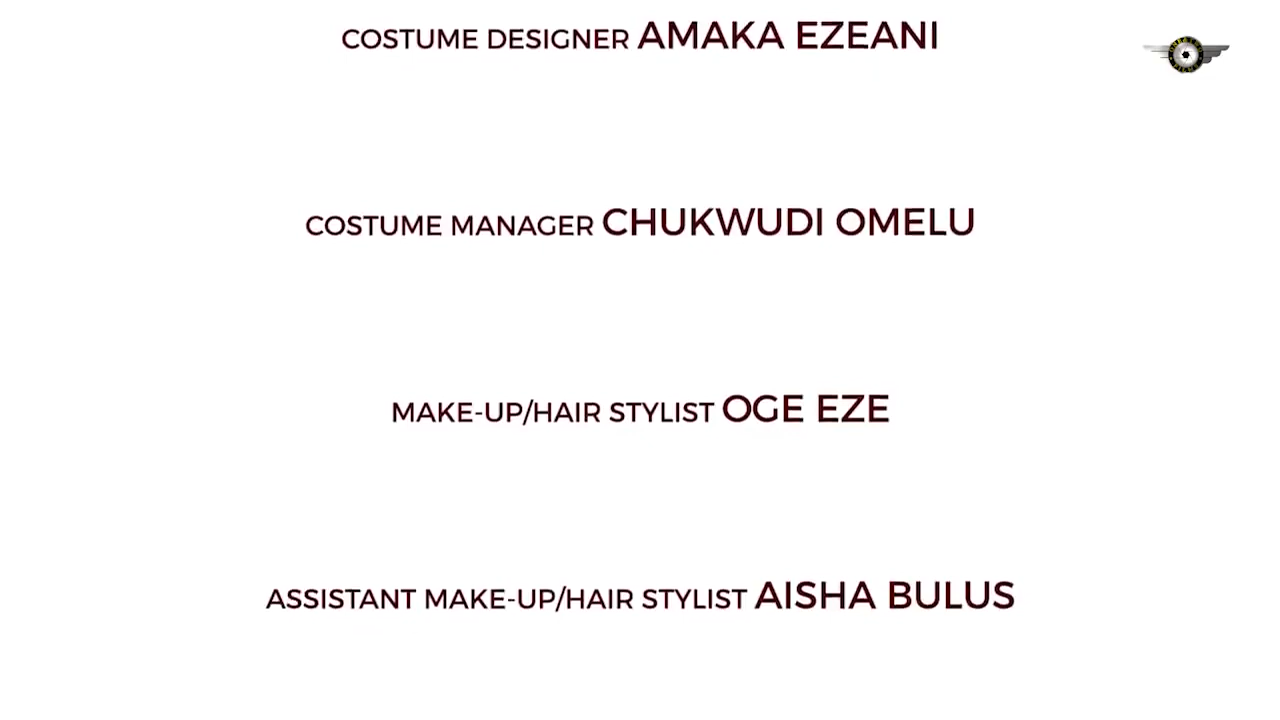 COSTUME DESIGNER AMAKA EZEANI
COSTUME MANAGER CHUKWUDI OMELU
MAKE-UP/HAIR STYLIST OGE EZE
ASSISTANT MAKE-UP/HAIR STYLIST AISHA BULUS